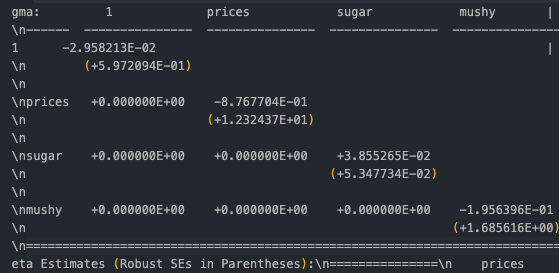 gma:        1             prices           sugar            mushy      |
\n------  ---------------  ---------------  ---------------  ---------------
1      -2.958213E-02                                                      |
\n        (+5.972094E-01)
\n
\nprices   +0.000000E+00    -8.767704E-01
\n                         (+1.232437E+01)
\n
\nsugar    +0.000000E+00    +0.000000E+00    +3.855265E-02
\n                                          (+5.347734E-02)
\n
\nmushy    +0.000000E+00    +0.000000E+00    +0.000000E+00    -1.956396E-01
\n                                                           (+1.685616E+00)
\n==========================================================================
eta Estimates (Robust SEs in Parentheses):\n===============\n    prices